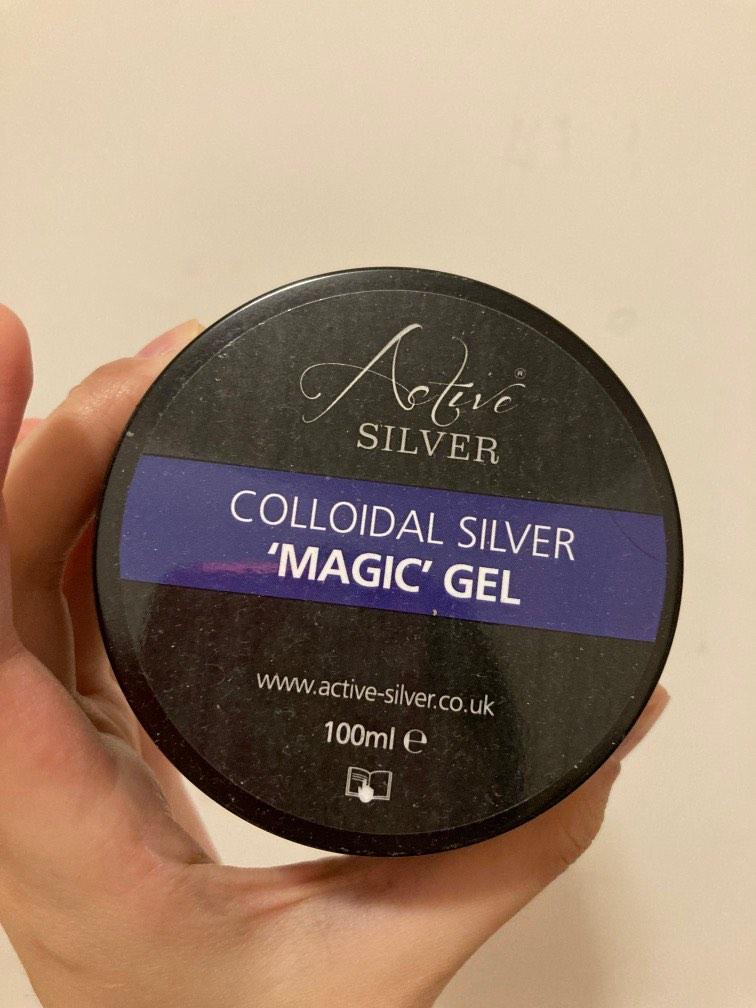 Active®
SILVER
COLLOIDAL SILVER
'MAGIC' GEL
www.active-silver.co.uk
100ml ℮